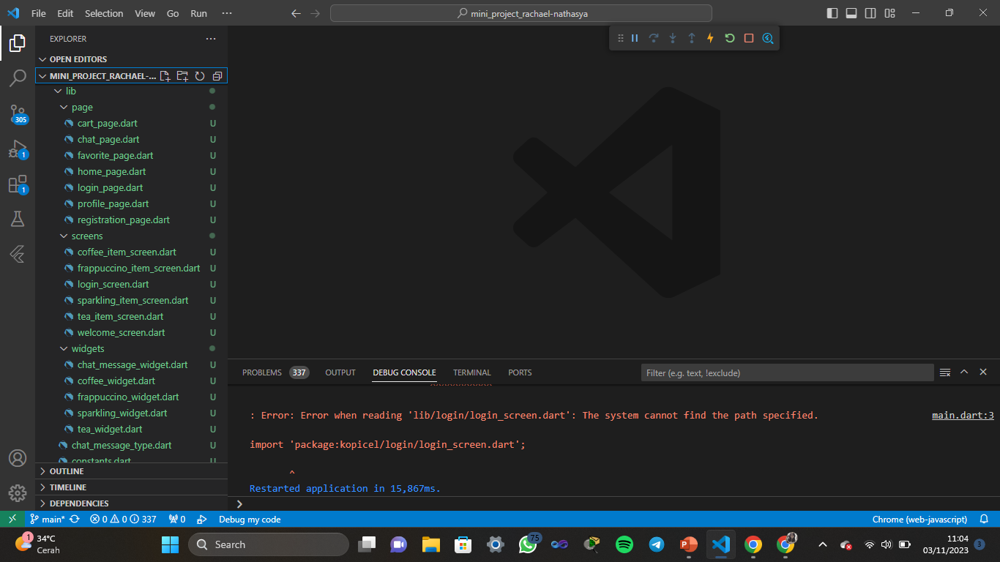 File Edit Selection View Go Run ···
mini_project_rachael-nathasya
EXPLORER
OPEN EDITORS
MINI_PROJECT_RACHAEL-...
lib
page
cart_page.dart U
chat_page.dart U
favorite_page.dart U
home_page.dart U
login_page.dart U
profile_page.dart U
registration_page.dart U
screens
coffee_item_screen.dart U
frappuccino_item_screen.dart U
login_screen.dart U
sparkling_item_screen.dart U
tea_item_screen.dart U
welcome_screen.dart U
widgets
chat_message_widget.dart U
coffee_widget.dart U
frappuccino_widget.dart U
sparkling_widget.dart U
tea_widget.dart U
chat_message_type.dart U
constants.dart U
OUTLINE
TIMELINE
DEPENDENCIES
305
1
1
PROBLEMS 337 OUTPUT DEBUG CONSOLE TERMINAL PORTS
Filter (e.g. text, !exclude)
: Error: Error when reading 'lib/login/login_screen.dart': The system cannot find the path specified. main.dart:3
import 'package:kopicel/login/login_screen.dart';
^
Restarted application in 15,867ms.
main* 0 0 337 0 Debug my code Chrome (web-javascript)
1
34°C
Cerah
Search
75
11:04
03/11/2023
3